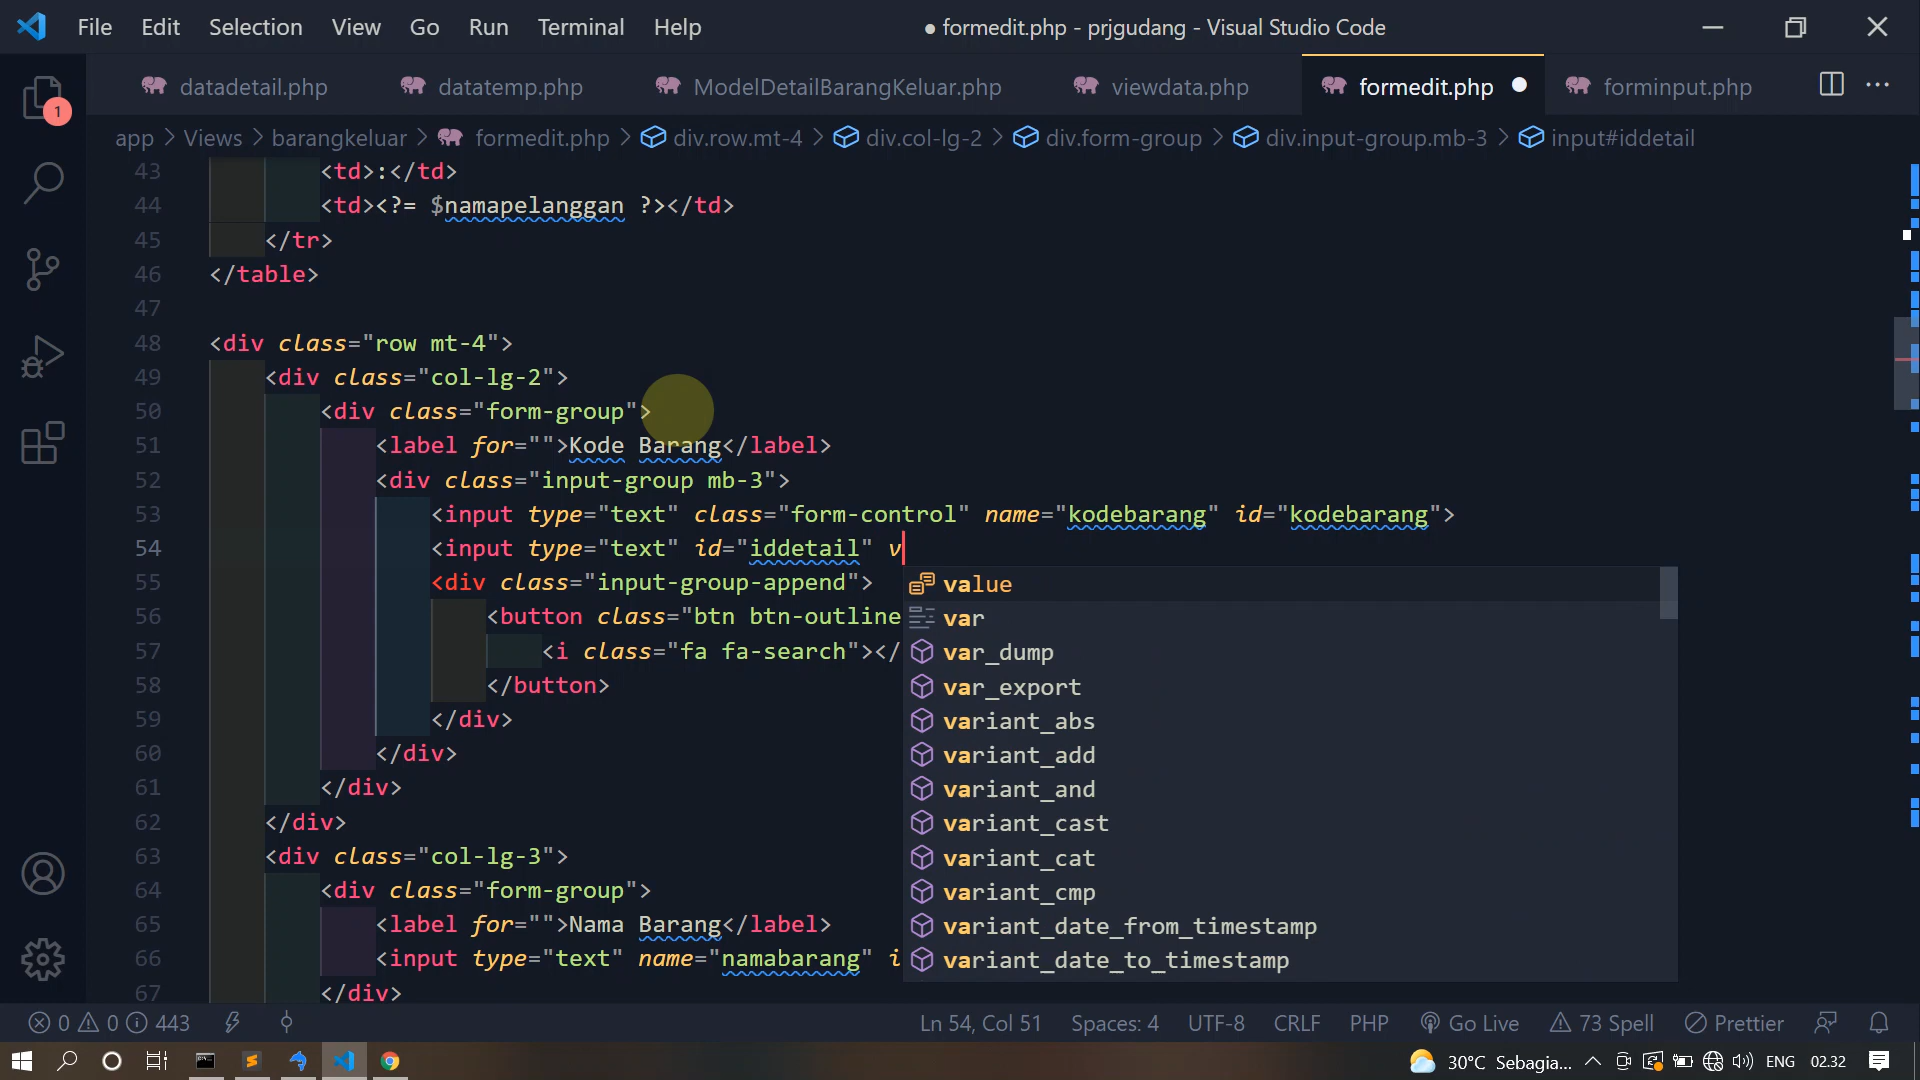 File Edit Selection View Go Run Terminal Help
● formedit.php - prjgudang - Visual Studio Code
datadetail.php datatemp.php ModelDetailBarangKeluar.php viewdata.php formedit.php forminput.php
1
app > Views > barangkeluar > formedit.php > div.row.mt-4 > div.col-lg-2 > div.form-group > div.input-group.mb-3 > input#iddetail
43 <td>:</td>
44 <td><?= $namapelanggan ?></td>
45 </tr>
46 </table>
47
48 <div class="row mt-4">
49 <div class="col-lg-2">
50 <div class="form-group">
51 <label for="">Kode Barang</label>
52 <div class="input-group mb-3">
53 <input type="text" class="form-control" name="kodebarang" id="kodebarang">
54 <input type="text" id="iddetail" v
55 <div class="input-group-append">
56 <button class="btn btn-outline
57 <i class="fa fa-search"></
58 </button>
59 </div>
60 </div>
61 </div>
62 </div>
63 <div class="col-lg-3">
64 <div class="form-group">
65 <label for="">Nama Barang</label>
66 <input type="text" name="namabarang" i
67 </div>
value
var
var_dump
var_export
variant_abs
variant_add
variant_and
variant_cast
variant_cat
variant_cmp
variant_date_from_timestamp
variant_date_to_timestamp
0 0 443 Ln 54, Col 51 Spaces: 4 UTF-8 CRLF PHP Go Live 73 Spell Prettier
30°C Sebagia... ENG 02.32